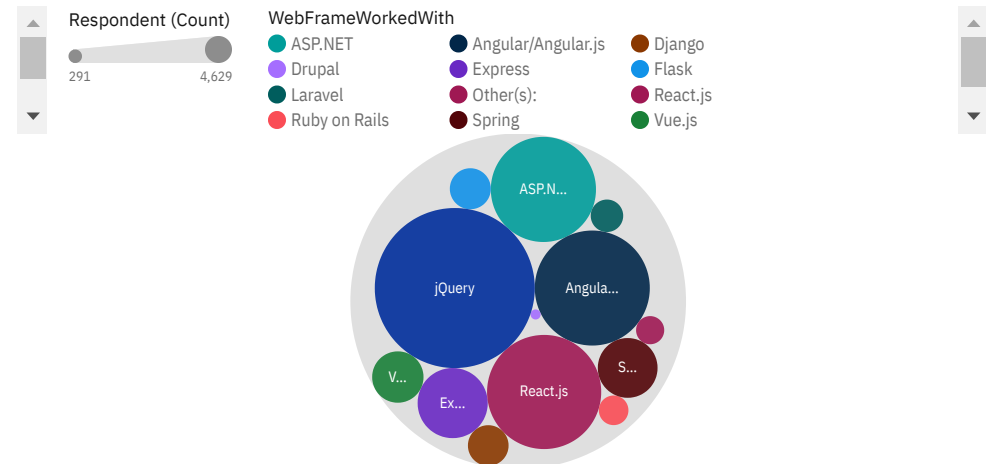 Respondent (Count)
291
4,629
WebFrameWorkedWith
ASP.NET
Angular/Angular.js
Django
Drupal
Express
Flask
Laravel
Other(s):
React.js
Ruby on Rails
Spring
Vue.js
ASP.N...
jQuery
Angula...
S...
V...
React.js
Ex...